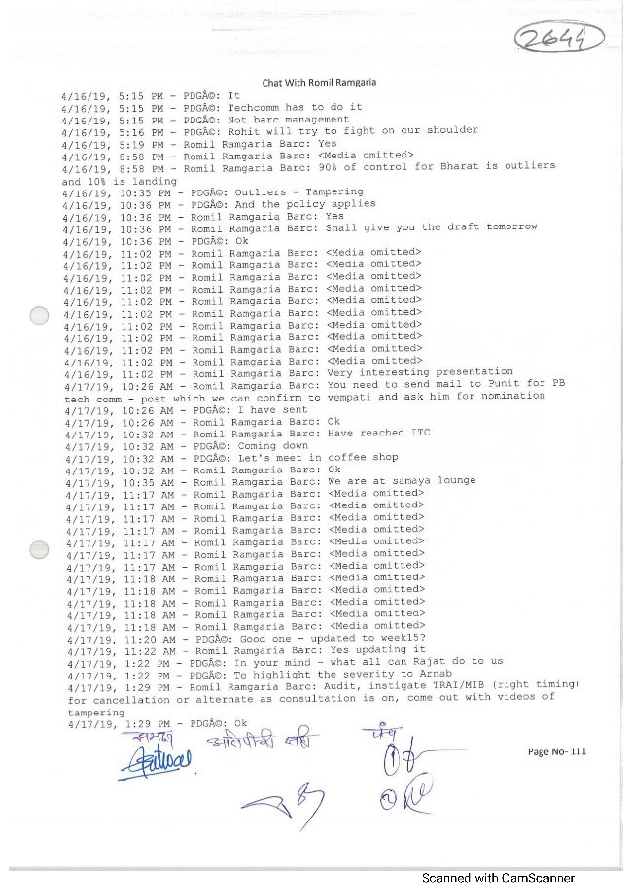 2644
Chat With Romil Ramgaria
4/16/19, 5:15 PM - PDGÂ©: It
4/16/19, 5:15 PM - PDGÂ©: Techcomm has to do it
4/16/19, 5:15 PM - PDGÂ©: Not barc management
4/16/19, 5:16 PM - PDGÂ©: Rohit will try to fight on our shoulder
4/16/19, 5:19 PM - Romil Ramgaria Barc: Yes
4/16/19, 6:58 PM - Romil Ramgaria Barc: <Media omitted>
4/16/19, 6:58 PM - Romil Ramgaria Barc: 90% of control for Bharat is outliers
and 10% is landing
4/16/19, 10:35 PM - PDGÂ©: Outliers - Tampering
4/16/19, 10:36 PM - PDGÂ©: And the policy applies
4/16/19, 10:36 PM - Romil Ramgaria Barc: Yes
4/16/19, 10:36 PM - Romil Ramgaria Barc: Shall give you the draft tomorrow
4/16/19, 10:36 PM - PDGÂ©: Ok
4/16/19, 11:02 PM - Romil Ramgaria Barc: <Media omitted>
4/16/19, 11:02 PM - Romil Ramgaria Barc: <Media omitted>
4/16/19, 11:02 PM - Romil Ramgaria Barc: <Media omitted>
4/16/19, 11:02 PM - Romil Ramgaria Barc: <Media omitted>
4/16/19, 11:02 PM - Romil Ramgaria Barc: <Media omitted>
4/16/19, 11:02 PM - Romil Ramgaria Barc: <Media omitted>
4/16/19, 11:02 PM - Romil Ramgaria Barc: <Media omitted>
4/16/19, 11:02 PM - Romil Ramgaria Barc: <Media omitted>
4/16/19, 11:02 PM - Romil Ramgaria Barc: <Media omitted>
4/16/19, 11:02 PM - Romil Ramgaria Barc: <Media omitted>
4/16/19, 11:02 PM - Romil Ramgaria Barc: Very interesting presentation
4/17/19, 10:26 AM - Romil Ramgaria Barc: You need to send mail to Punit for PB
tech comm - post which we can confirm to vempati and ask him for nomination
4/17/19, 10:26 AM - PDGÂ©: I have sent
4/17/19, 10:26 AM - Romil Ramgaria Barc: Ok
4/17/19, 10:32 AM - Romil Ramgaria Barc: Have reached ITC
4/17/19, 10:32 AM - PDGÂ©: Coming down
4/17/19, 10:32 AM - PDGÂ©: Let's meet in coffee shop
4/17/19, 10:32 AM - Romil Ramgaria Barc: Ok
4/17/19, 10:35 AM - Romil Ramgaria Barc: We are at samaya lounge
4/17/19, 11:17 AM - Romil Ramgaria Barc: <Media omitted>
4/17/19, 11:17 AM - Romil Ramgaria Barc: <Media omitted>
4/17/19, 11:17 AM - Romil Ramgaria Barc: <Media omitted>
4/17/19, 11:17 AM - Romil Ramgaria Barc: <Media omitted>
4/17/19, 11:17 AM - Romil Ramgaria Barc: <Media omitted>
4/17/19, 11:17 AM - Romil Ramgaria Barc: <Media omitted>
4/17/19, 11:17 AM - Romil Ramgaria Barc: <Media omitted>
4/17/19, 11:18 AM - Romil Ramgaria Barc: <Media omitted>
4/17/19, 11:18 AM - Romil Ramgaria Barc: <Media omitted>
4/17/19, 11:18 AM - Romil Ramgaria Barc: <Media omitted>
4/17/19, 11:18 AM - Romil Ramgaria Barc: <Media omitted>
4/17/19, 11:18 AM - Romil Ramgaria Barc: <Media omitted>
4/17/19, 11:20 AM - PDGÂ©: Good one - updated to week15?
4/17/19, 11:22 AM - Romil Ramgaria Barc: Yes updating it
4/17/19, 1:22 PM - PDGÂ©: In your mind - what all can Rajat do to us
4/17/19, 1:22 PM - PDGÂ©: To highlight the severity to Arnab
4/17/19, 1:29 PM - Romil Ramgaria Barc: Audit, instigate TRAI/MIB (right timing)
for cancellation or alternate as consultation is on, come out with videos of
tampering
4/17/19, 1:29 PM - PDGÂ©: Ok
समक्ष आरोपीची सही पंच
Page No- 111
Scanned with CamScanner